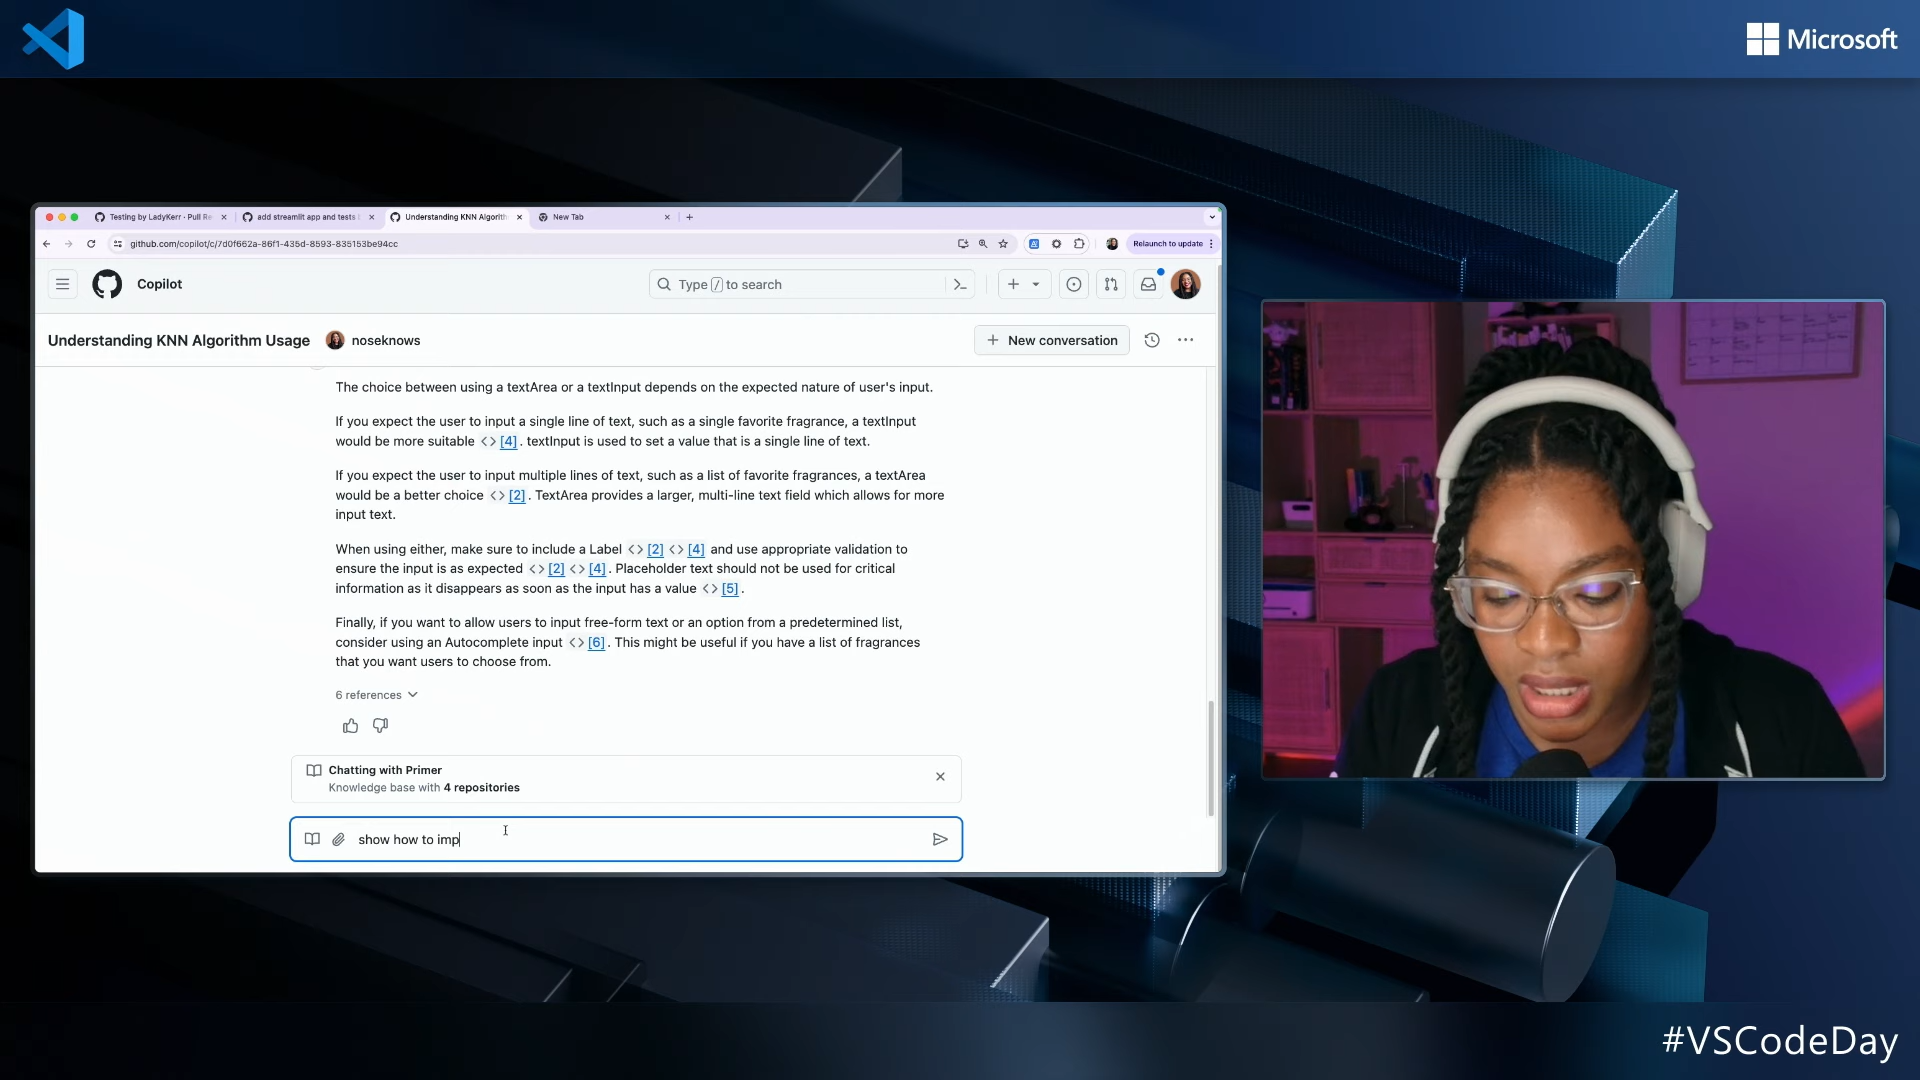 Microsoft
Testing by LadyKerr · Pull Re
add streamlit app and tests
Understanding KNN Algorith
New Tab
github.com/copilot/c/7d0f662a-86f1-435d-8593-835153be94cc
Relaunch to update
Copilot
Type / to search
Understanding KNN Algorithm Usage
noseknows
New conversation
The choice between using a textArea or a textInput depends on the expected nature of user's input.
If you expect the user to input a single line of text, such as a single favorite fragrance, a textInput
would be more suitable <> [4]. textInput is used to set a value that is a single line of text.
If you expect the user to input multiple lines of text, such as a list of favorite fragrances, a textArea
would be a better choice <> [2]. TextArea provides a larger, multi-line text field which allows for more
input text.
When using either, make sure to include a Label <> [2] <> [4] and use appropriate validation to
ensure the input is as expected <> [2] <> [4]. Placeholder text should not be used for critical
information as it disappears as soon as the input has a value <> [5].
Finally, if you want to allow users to input free-form text or an option from a predetermined list,
consider using an Autocomplete input <> [6]. This might be useful if you have a list of fragrances
that you want users to choose from.
6 references
Chatting with Primer
Knowledge base with 4 repositories
show how to imp
#VSCodeDay